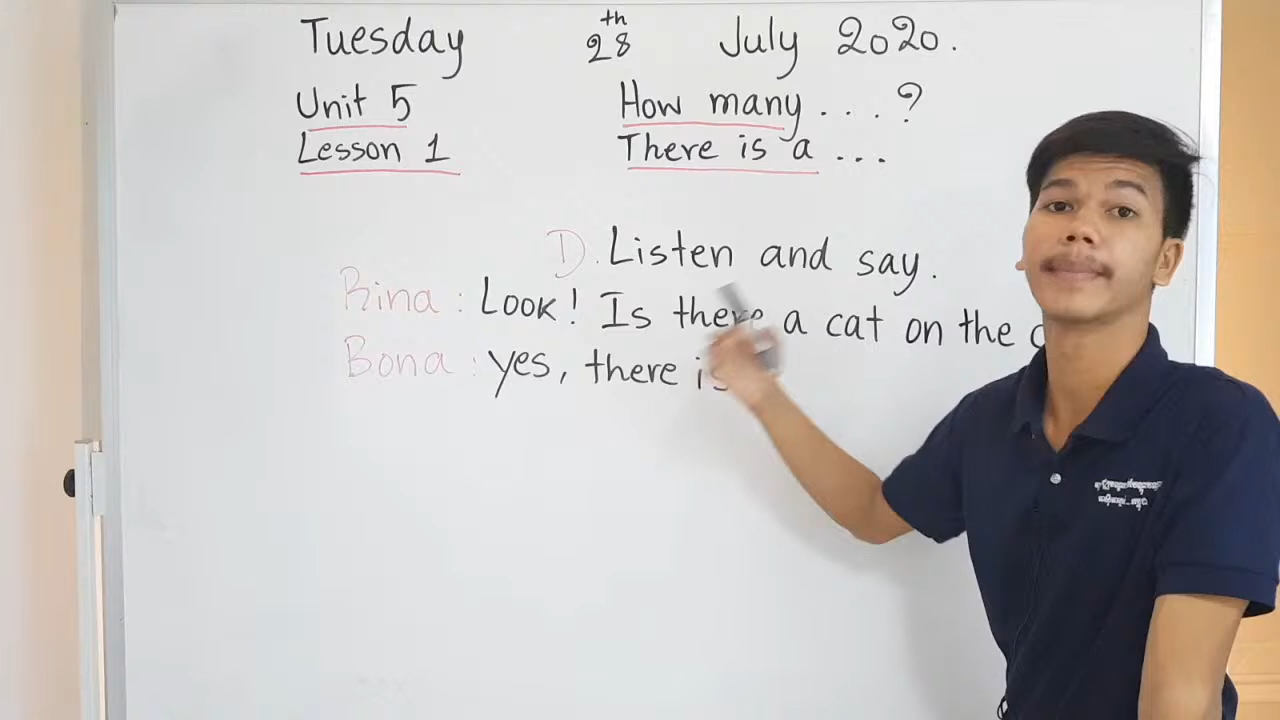 Tuesday 28th July 2020.
Unit 5 How many . . . . ?
Lesson 1 There is a . . .
D. Listen and say.
Rina : Look! Is there a cat on the
Bona : yes, there is